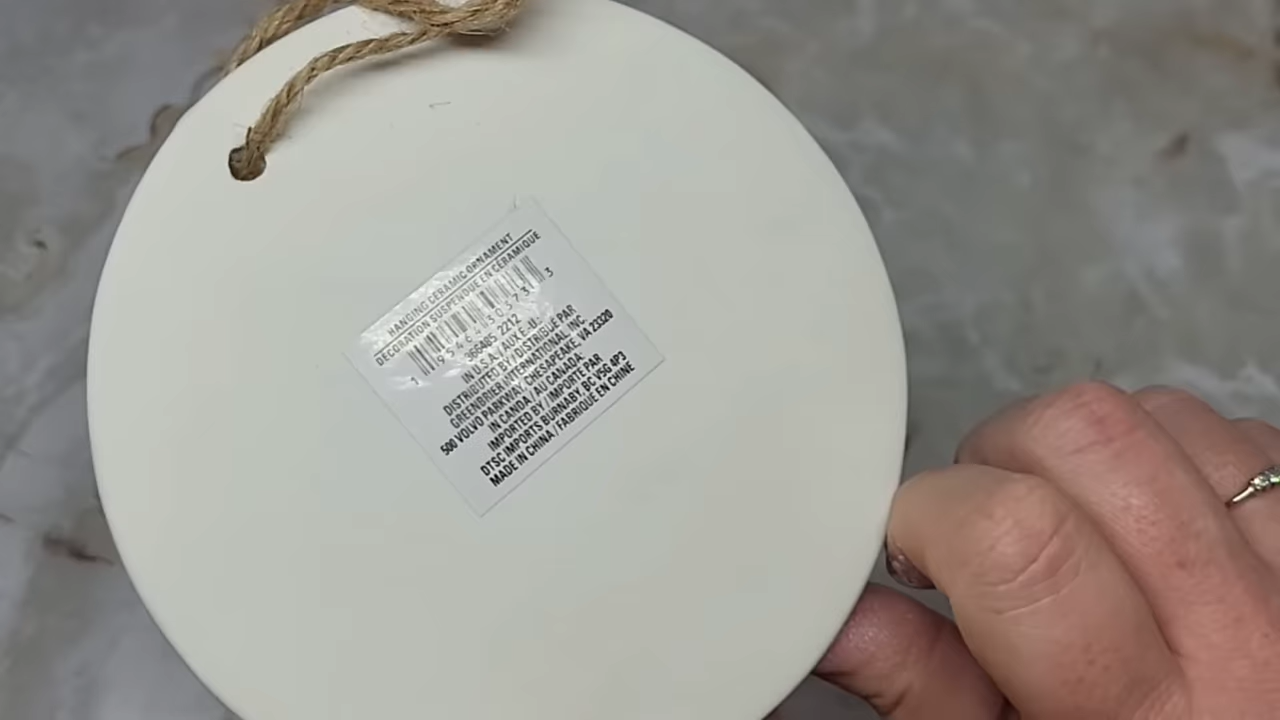 HANGING CERAMIC ORNAMENT
DÉCORATION SUSPENDUE EN CÉRAMIQUE
366485 2212
IN U.S.A. / AUX É.-U.:
DISTRIBUTED BY / DISTRIBUÉ PAR
GREENBRIER INTERNATIONAL, INC.
500 VOLVO PARKWAY, CHESAPEAKE, VA 23320
IN CANDA / AU CANADA:
IMPORTED BY / IMPORTÉ PAR
DTSC IMPORTS BURNABY, BC V5G 4P3
MADE IN CHINA / FABRIQUÉ EN CHINE